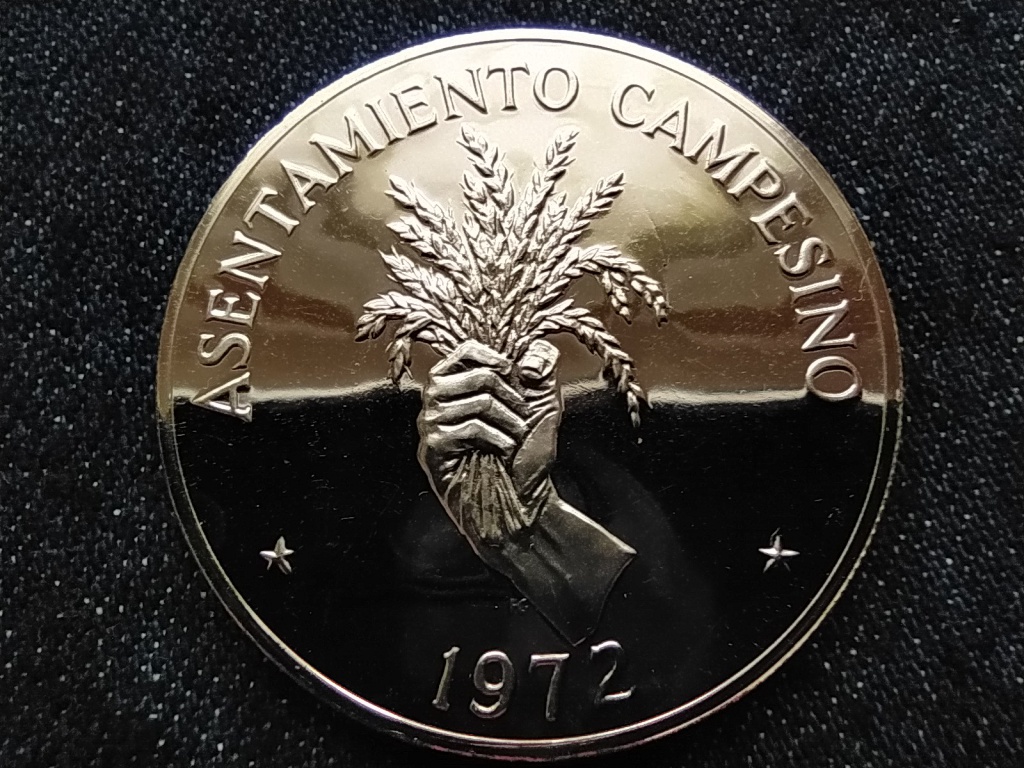 ASENTAMIENTO CAMPESINO
1972